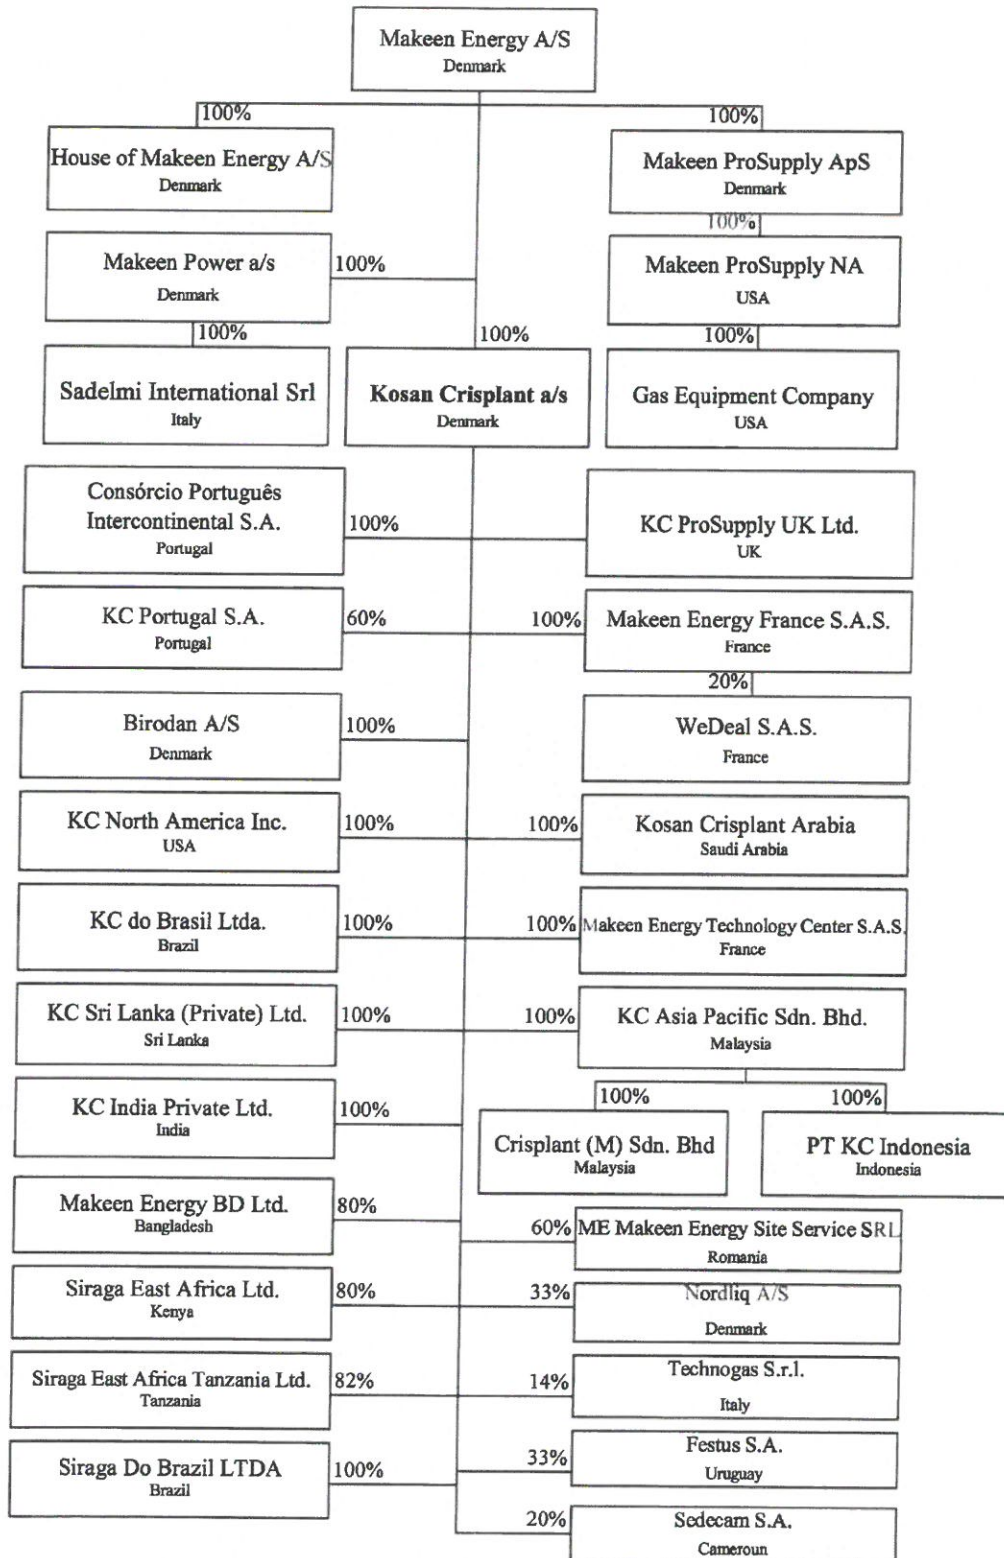 Makeen Energy A/S
Denmark
100%
100%
House of Makeen Energy A/S
Denmark
Makeen ProSupply ApS
Denmark
100%
Makeen Power a/s
Denmark
100%
Makeen ProSupply NA
USA
100%
100%
100%
Sadelmi International Srl
Italy
Kosan Crisplant a/s
Denmark
Gas Equipment Company
USA
Consórcio Português
Intercontinental S.A.
Portugal
100%
KC ProSupply UK Ltd.
UK
KC Portugal S.A.
Portugal
60%
100%
Makeen Energy France S.A.S.
France
20%
Birodan A/S
Denmark
100%
WeDeal S.A.S.
France
KC North America Inc.
USA
100%
100%
Kosan Crisplant Arabia
Saudi Arabia
KC do Brasil Ltda.
Brazil
100%
100%
Makeen Energy Technology Center S.A.S.
France
KC Sri Lanka (Private) Ltd.
Sri Lanka
100%
100%
KC Asia Pacific Sdn. Bhd.
Malaysia
KC India Private Ltd.
India
100%
100%
100%
Crisplant (M) Sdn. Bhd
Malaysia
PT KC Indonesia
Indonesia
Makeen Energy BD Ltd.
Bangladesh
80%
60%
ME Makeen Energy Site Service SRL
Romania
Siraga East Africa Ltd.
Kenya
80%
33%
Nordliq A/S
Denmark
Siraga East Africa Tanzania Ltd.
Tanzania
82%
14%
Technogas S.r.l.
Italy
Siraga Do Brazil LTDA
Brazil
100%
33%
Festus S.A.
Uruguay
20%
Sedecam S.A.
Cameroun